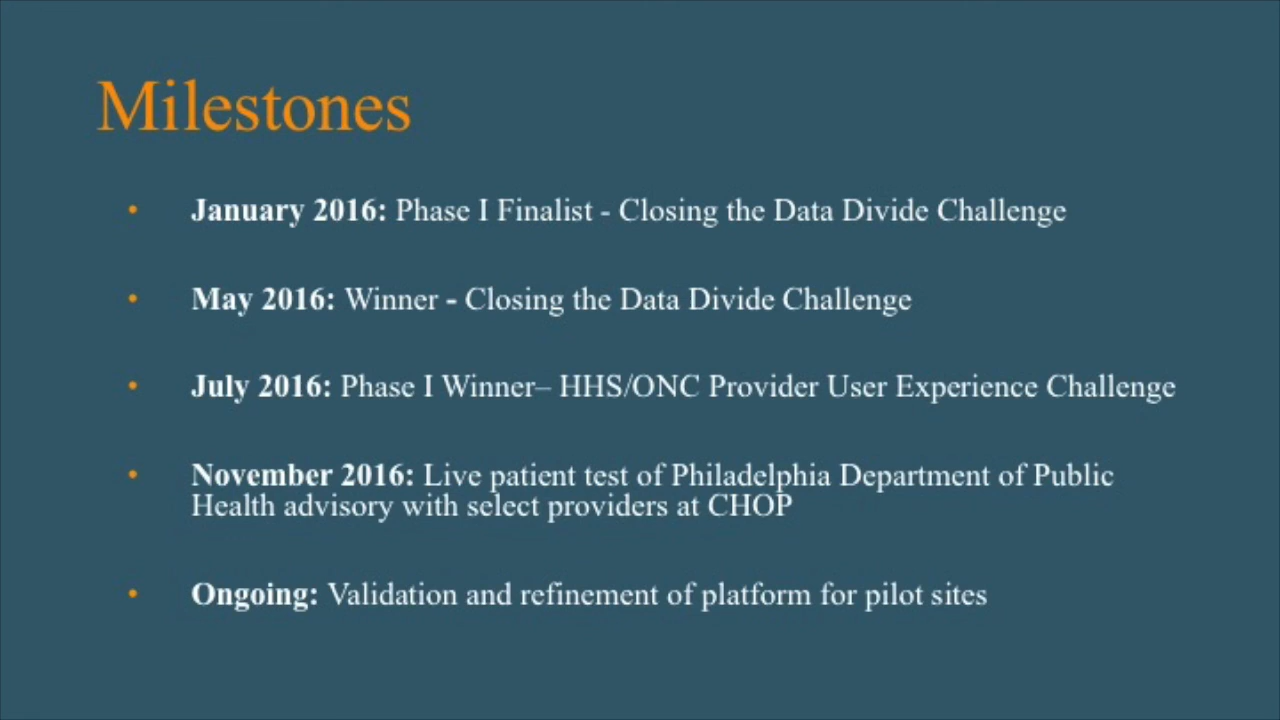 Milestones
• January 2016: Phase I Finalist - Closing the Data Divide Challenge
• May 2016: Winner - Closing the Data Divide Challenge
• July 2016: Phase I Winner– HHS/ONC Provider User Experience Challenge
• November 2016: Live patient test of Philadelphia Department of Public
Health advisory with select providers at CHOP
• Ongoing: Validation and refinement of platform for pilot sites